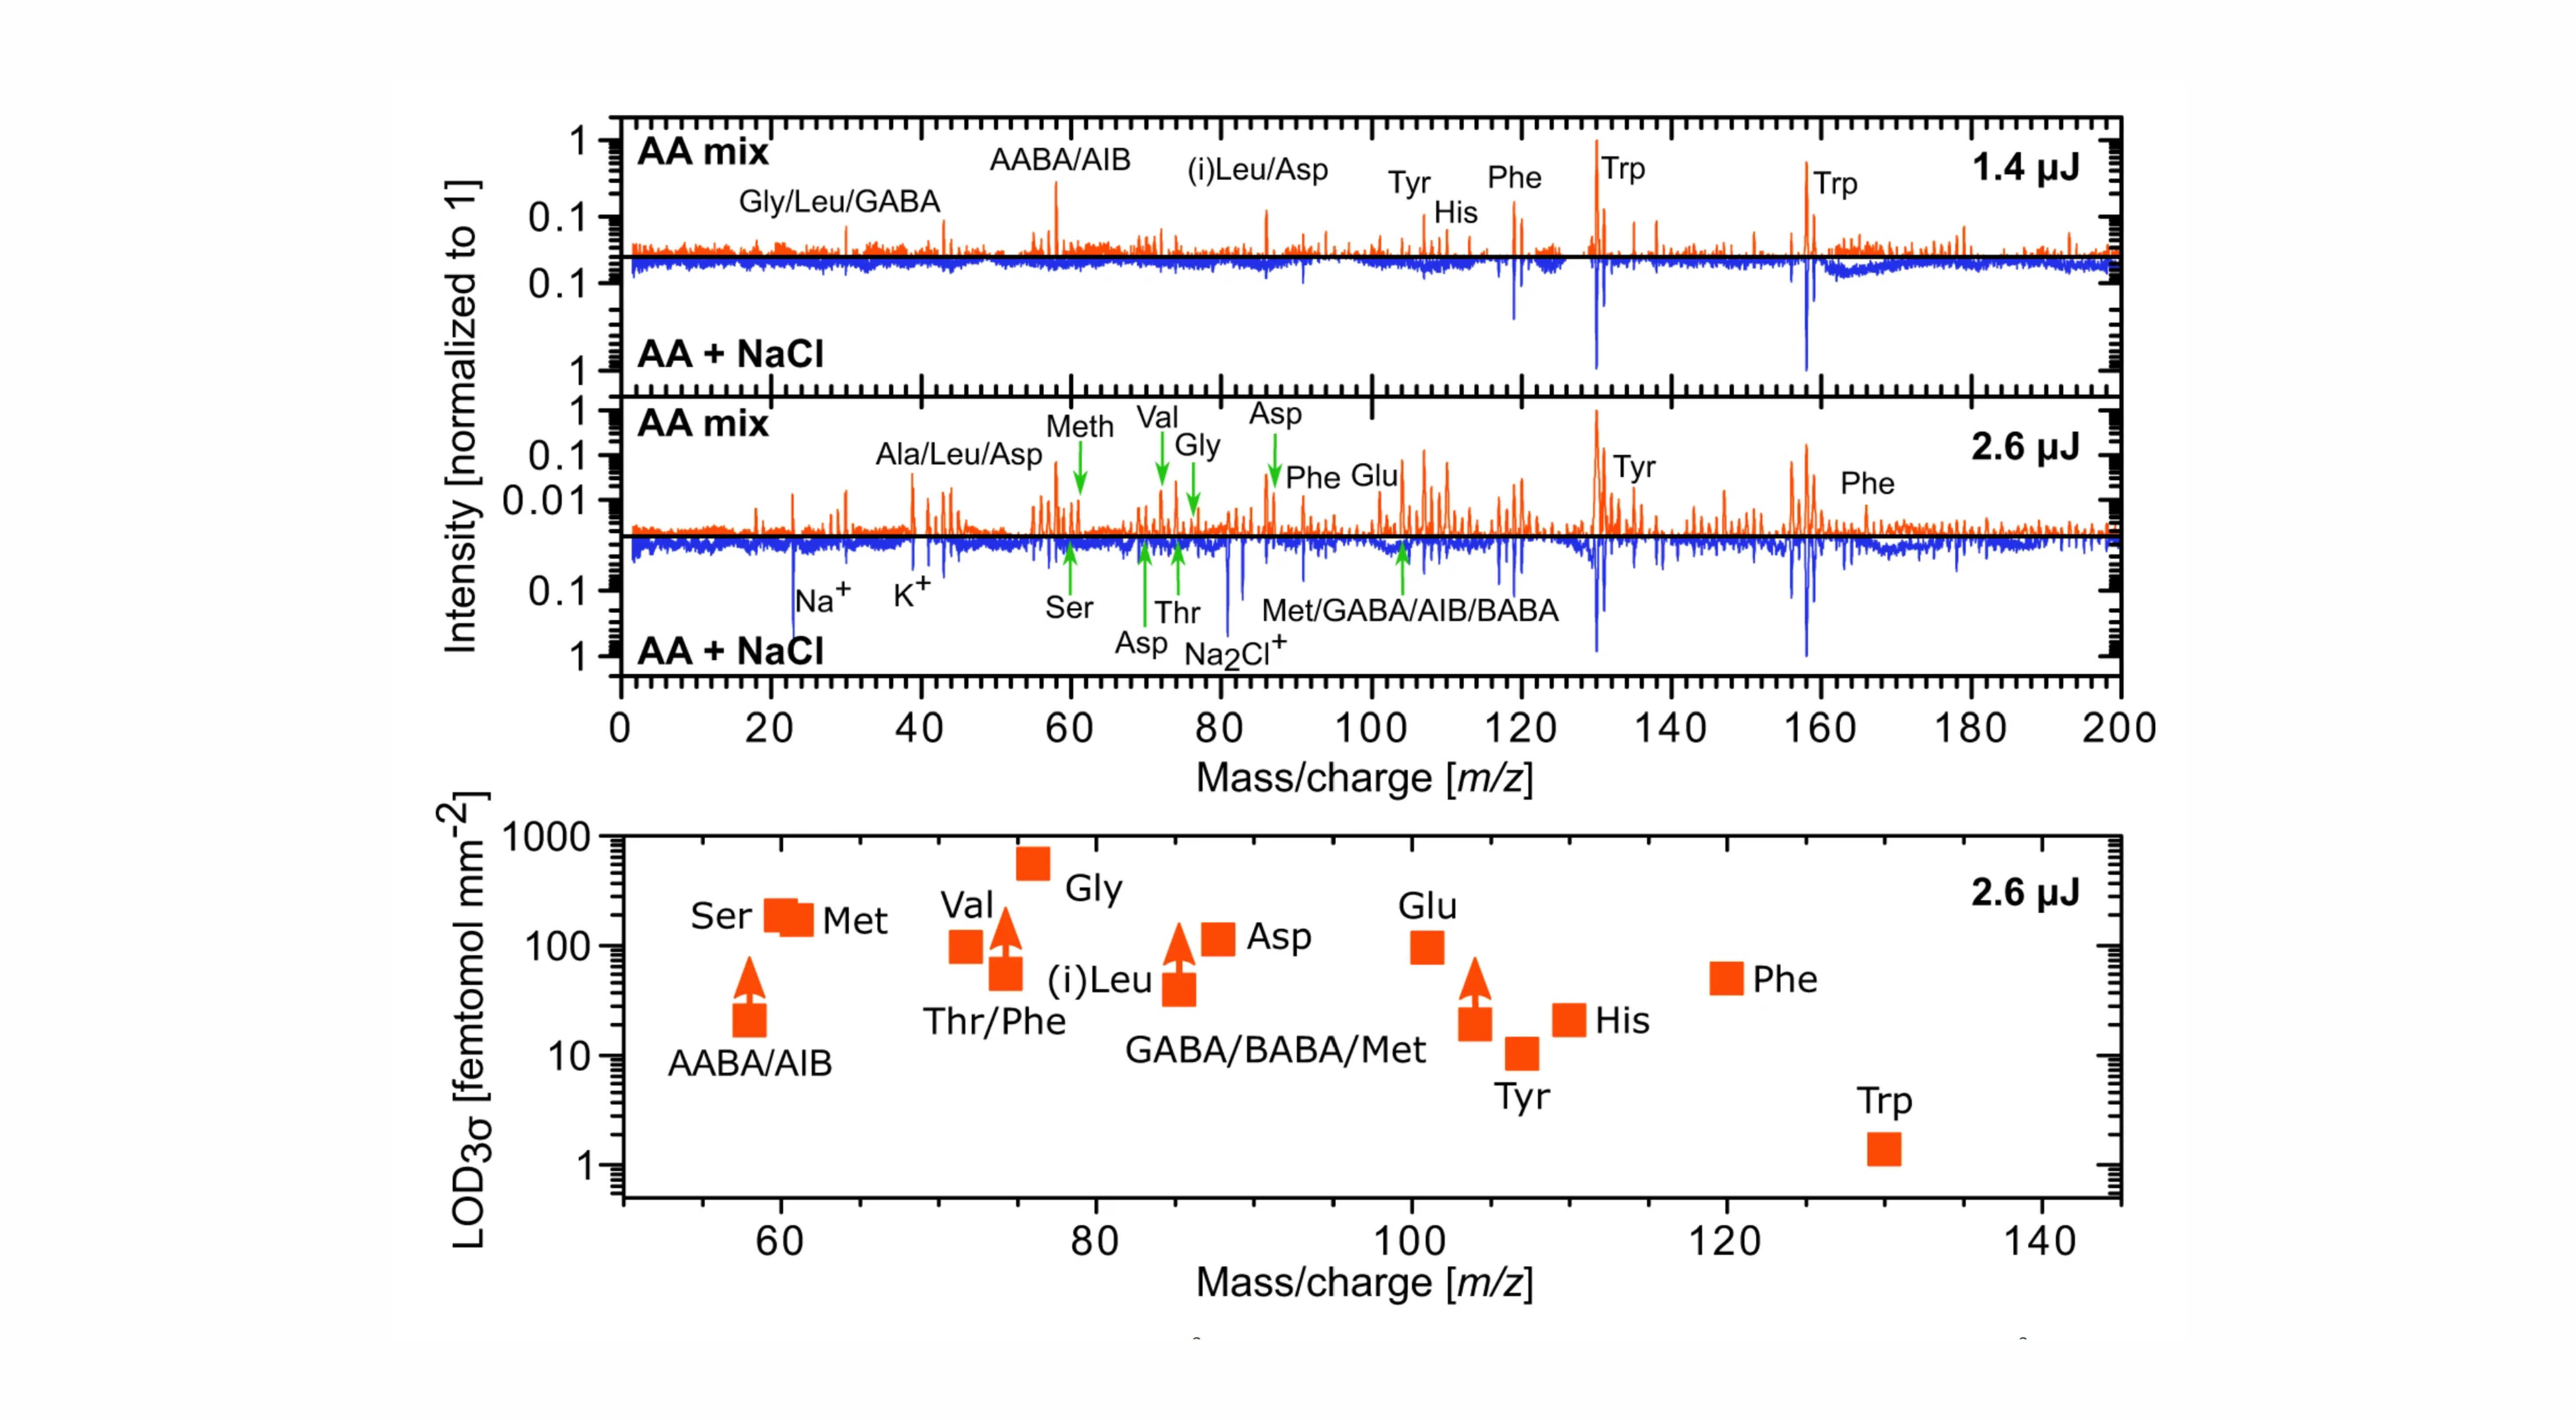 1
AA mix
AABA/AIB
(i)Leu/Asp
Gly/Leu/GABA
Tyr
His
Phe
Trp
Trp
1.4 µJ
0.1
0.1
AA + NaCl
1
Intensity [normalized to 1]
1
AA mix
Meth
Val
Gly
Asp
2.6 µJ
0.1
Ala/Leu/Asp
Phe
Glu
Tyr
Phe
0.01
0.1
Na+
K+
Ser
Asp
Thr
Na2Cl+
Met/GABA/AIB/BABA
1
AA + NaCl
0 20 40 60 80 100 120 140 160 180 200
Mass/charge [m/z]
LOD3σ [femtomol mm-2]
1000
Gly
2.6 µJ
Ser
Met
Val
Glu
100
Asp
(i)Leu
Phe
Thr/Phe
His
AABA/AIB
GABA/BABA/Met
10
Tyr
Trp
1
60 80 100 120 140
Mass/charge [m/z]